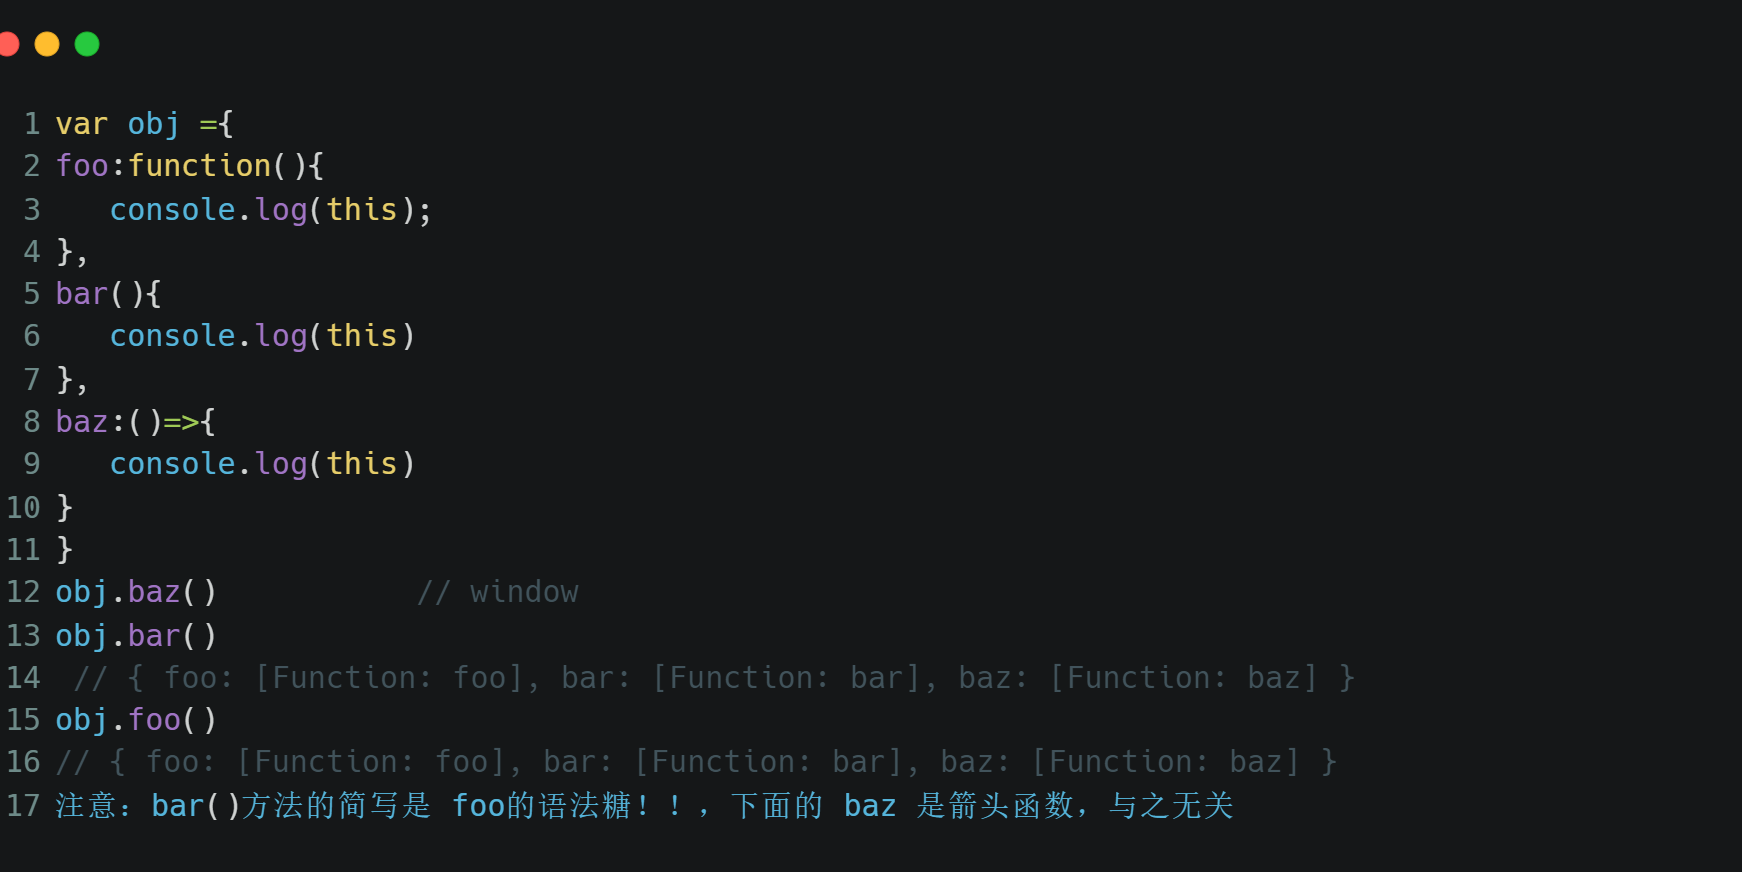 1 var obj ={
2 foo:function(){
3    console.log(this);
4 },
5 bar(){
6    console.log(this)
7 },
8 baz:()=>{
9    console.log(this)
10 }
11 }
12 obj.baz()           // window
13 obj.bar()
14  // { foo: [Function: foo], bar: [Function: bar], baz: [Function: baz] }
15 obj.foo()
16 // { foo: [Function: foo], bar: [Function: bar], baz: [Function: baz] }
17 注意：bar()方法的简写是 foo的语法糖！！，下面的 baz 是箭头函数，与之无关